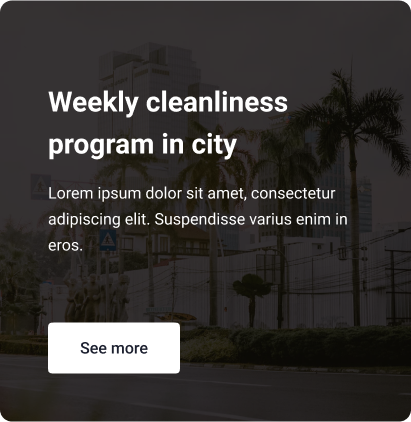 Weekly cleanliness
program in city
Lorem ipsum dolor sit amet, consectetur
adipiscing elit. Suspendisse varius enim in
eros.
See more